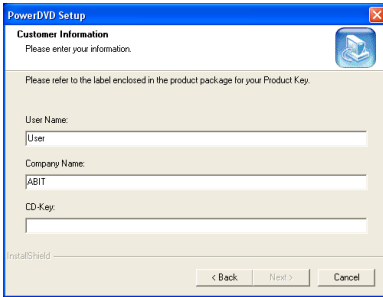 PowerDVD Setup
Customer Information
Please enter your information.
Please refer to the label enclosed in the product package for your Product Key.
User Name:
User
Company Name:
ABIT
CD-Key:
InstallShield
< Back Next > Cancel